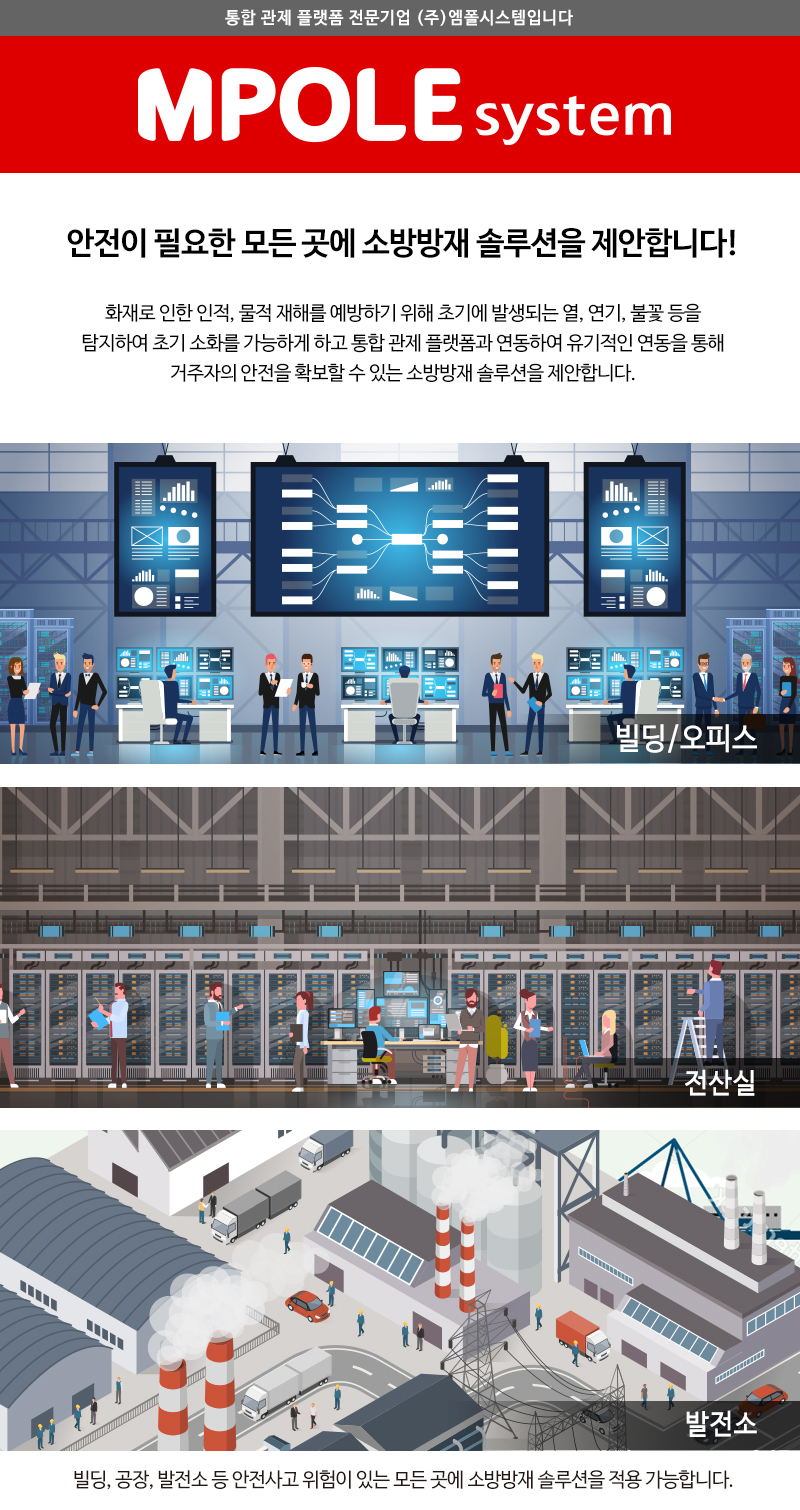 통합 관제 플랫폼 전문기업 (주)엠폴시스템입니다
MPOLE system
안전이 필요한 모든 곳에 소방방재 솔루션을 제안합니다!
화재로 인한 인적, 물적 재해를 예방하기 위해 초기에 발생되는 열, 연기, 불꽃 등을
탐지하여 초기 소화를 가능하게 하고 통합 관제 플랫폼과 연동하여 유기적인 연동을 통해
거주자의 안전을 확보할 수 있는 소방방재 솔루션을 제안합니다.
빌딩/오피스
전산실
발전소
빌딩, 공장, 발전소 등 안전사고 위험이 있는 모든 곳에 소방방재 솔루션을 적용 가능합니다.